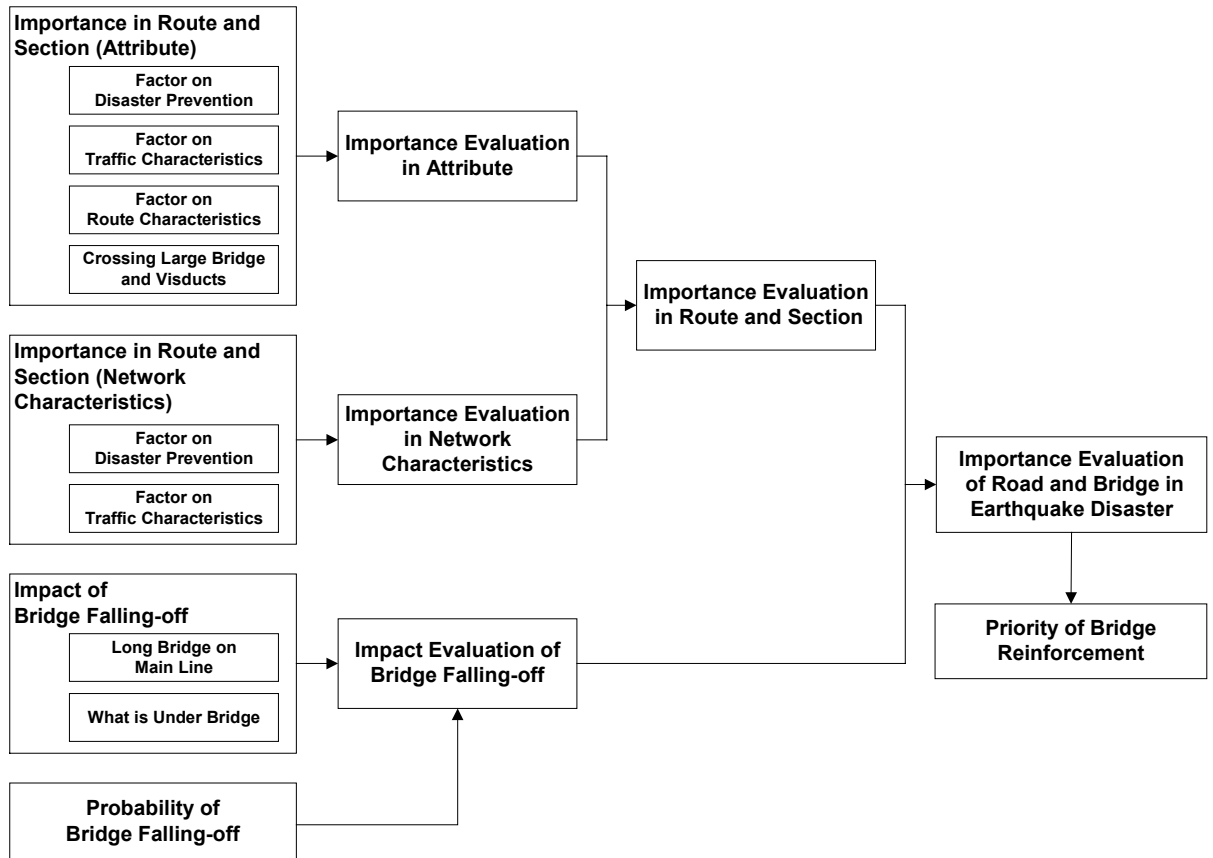 Importance in Route and
Section (Attribute)
Factor on
Disaster Prevention
Factor on
Traffic Characteristics
Factor on
Route Characteristics
Crossing Large Bridge
and Visducts
Importance Evaluation
in Attribute
Importance in Route and
Section (Network
Characteristics)
Factor on
Disaster Prevention
Factor on
Traffic Characteristics
Importance Evaluation
in Network
Characteristics
Importance Evaluation
in Route and Section
Impact of
Bridge Falling-off
Long Bridge on
Main Line
What is Under Bridge
Impact Evaluation of
Bridge Falling-off
Probability of
Bridge Falling-off
Importance Evaluation
of Road and Bridge in
Earthquake Disaster
Priority of Bridge
Reinforcement